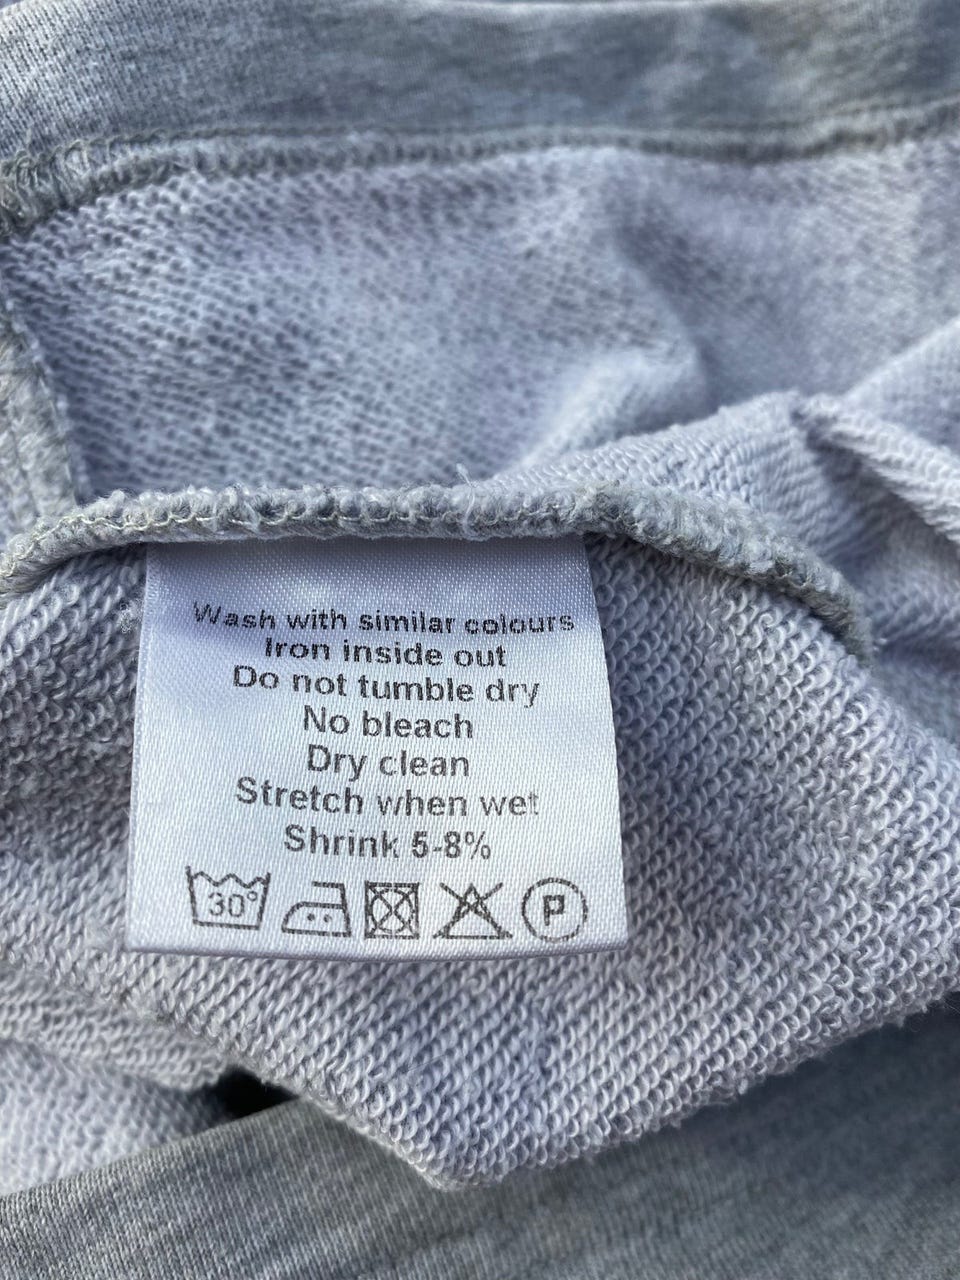 Wash with similar colours
Iron inside out
Do not tumble dry
No bleach
Dry clean
Stretch when wet
Shrink 5-8%
30° P